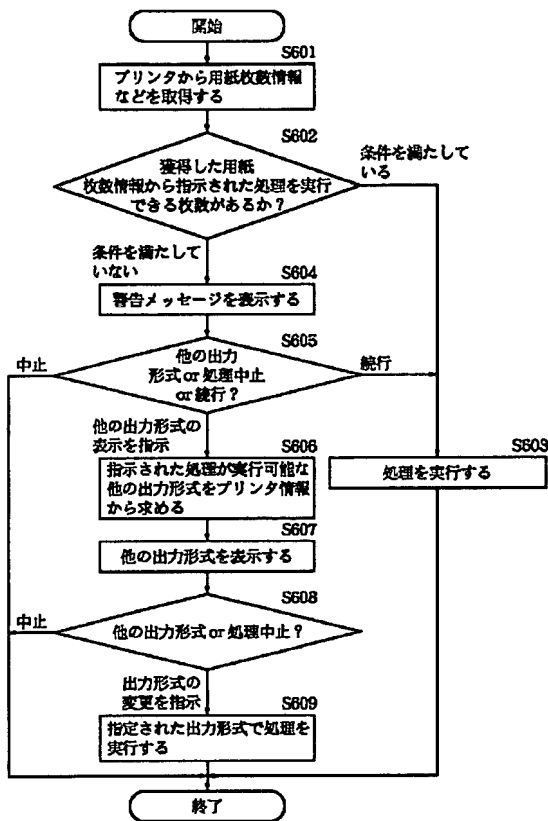 開始
S601
プリンタから用紙枚数情報
などを取得する
S602
獲得した用紙
枚数情報から指示された処理を実行
できる枚数があるか?
条件を満たして
いる
条件を満たして
いない
S604
警告メッセージを表示する
S605
他の出力
形式or処理中止
or続行?
中止
続行
他の出力形式の
表示を指示
S606
指示された処理が実行可能な
他の出力形式をプリンタ情報
から求める
S603
処理を実行する
S607
他の出力形式を表示する
S608
他の出力形式or処理中止?
中止
出力形式の
変更を指示
S609
指定された出力形式で処理を
実行する
終了